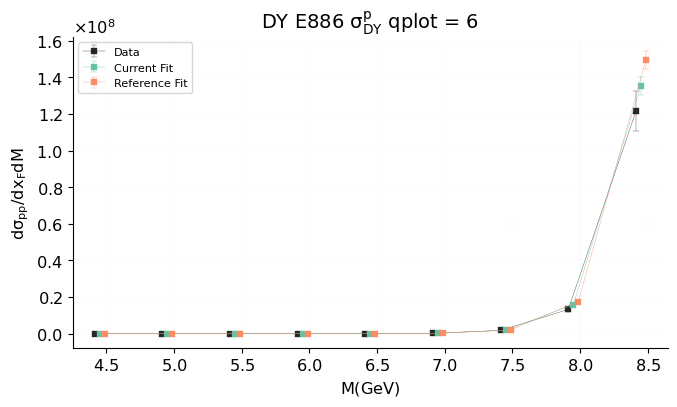 DY E886 σ^p_DY qplot = 6
×10⁸
Data
Current Fit
Reference Fit
dσ_pp/dx_FdM
1.6
1.4
1.2
1.0
0.8
0.6
0.4
0.2
0.0
4.5 5.0 5.5 6.0 6.5 7.0 7.5 8.0 8.5
M(GeV)